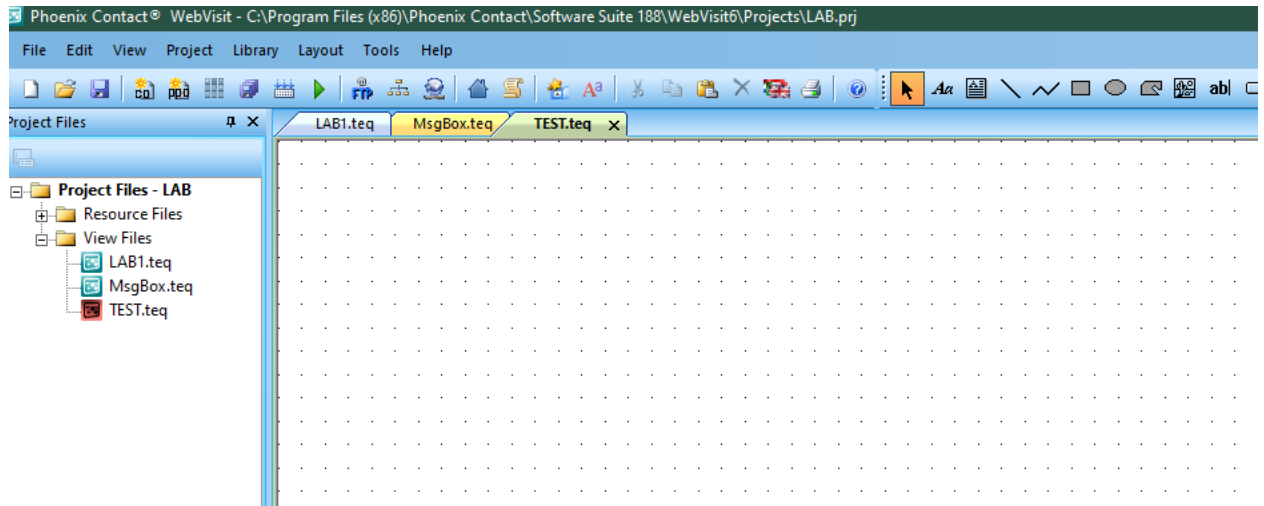 Phoenix Contact® WebVisit - C:\Program Files (x86)\Phoenix Contact\Software Suite 188\WebVisit6\Projects\LAB.prj
File Edit View Project Library Layout Tools Help
FTP Aa Aa ab
Project Files
LAB1.teq MsgBox.teq TEST.teq
Project Files - LAB
Resource Files
View Files
LAB1.teq
MsgBox.teq
TEST.teq